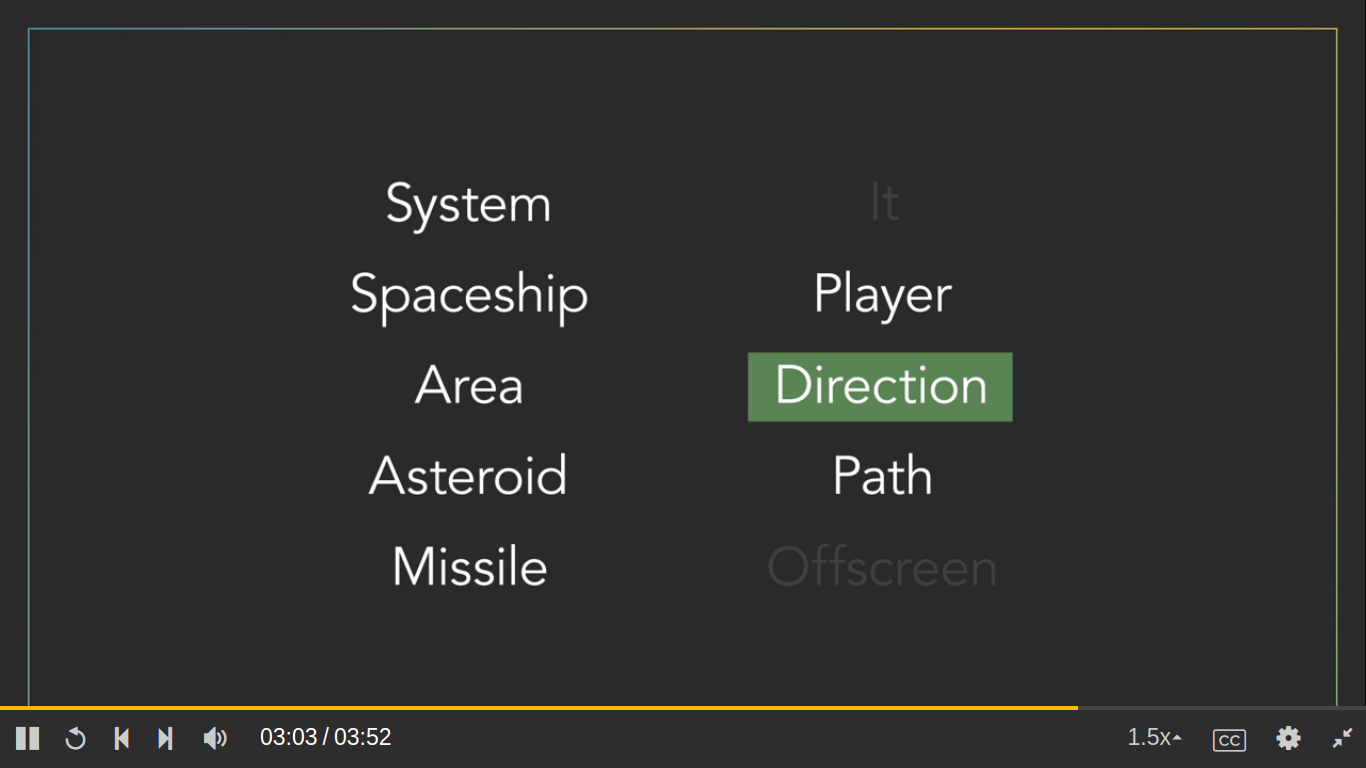 System
Spaceship
Area
Asteroid
Missile
It
Player
Direction
Path
Offscreen
03:03 / 03:52
1.5x
CC